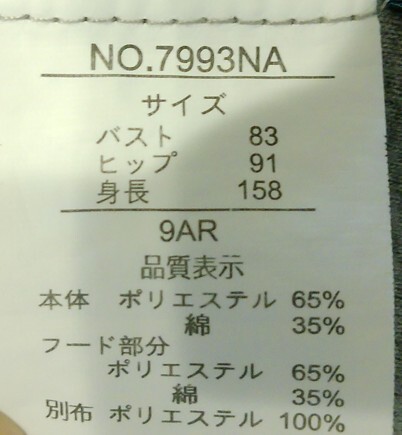 NO.7993NA
サイズ
バスト 83
ヒップ 91
身長 158
9AR
品質表示
本体 ポリエステル 65%
綿 35%
フード部分
ポリエステル 65%
綿 35%
別布 ポリエステル 100%